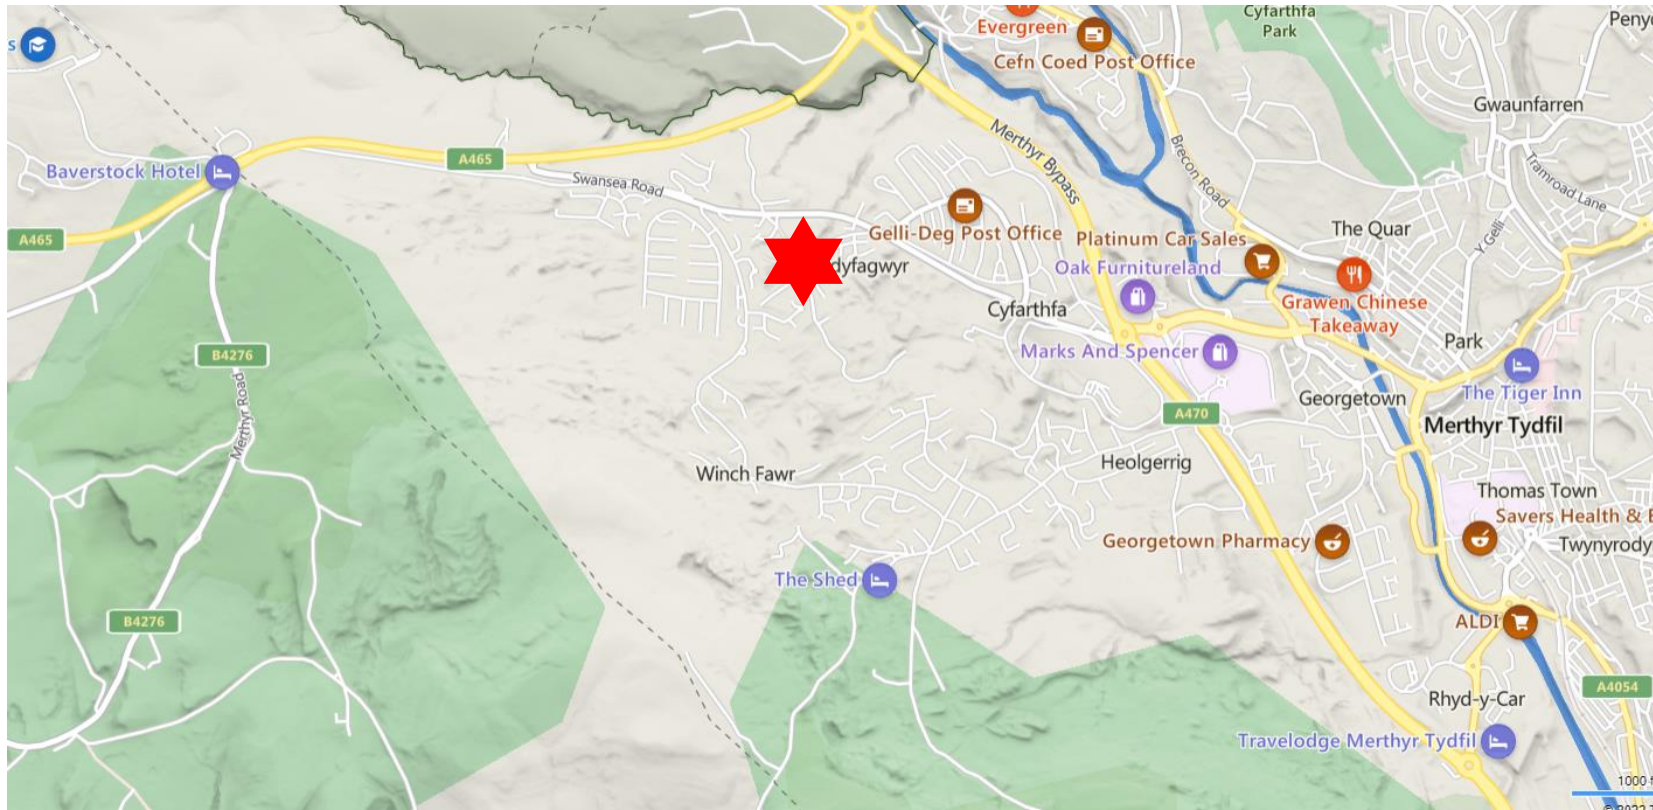 Evergreen
Cyfarthfa
Park
Cefn Coed Post Office
Gwaunfarren
Merthyr Bypass
Brecon Road
Tramroad Lane
A465
Baverstock Hotel
Swansea Road
A465
Gelli-Deg Post Office
Platinum Car Sales
The Quar
Y Gelli
dyfagwyr
Oak Furnitureland
Cyfarthfa
Grawen Chinese
Takeaway
B4276
Marks And Spencer
Park
The Tiger Inn
Merthyr Road
A470
Georgetown
Merthyr Tydfil
Winch Fawr
Heolgerrig
Thomas Town
Savers Health &
Georgetown Pharmacy
Twynyrody
The Shed
B4276
ALDI
A4054
Rhyd-y-Car
Travelodge Merthyr Tydfil
1000